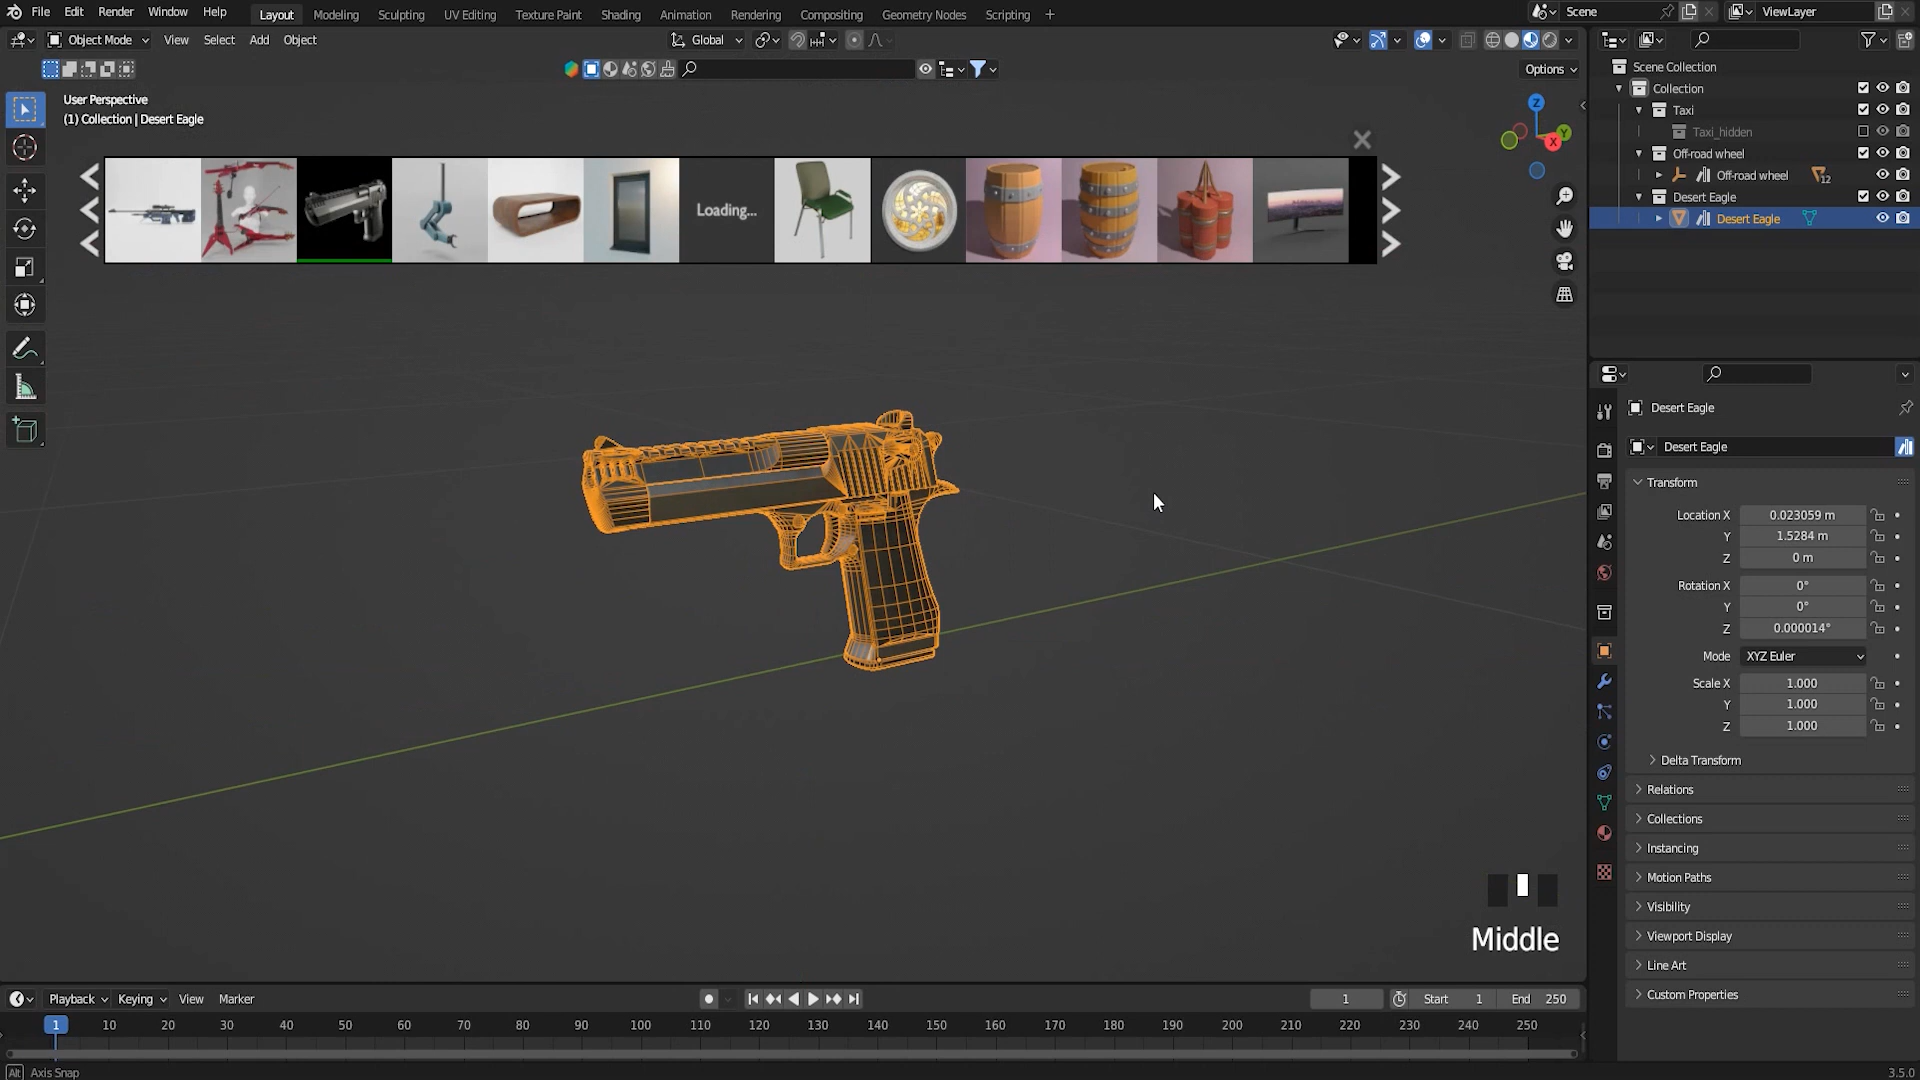 File Edit Render Window Help Layout Modeling Sculpting UV Editing Texture Paint Shading Animation Rendering Compositing Geometry Nodes Scripting + Scene ViewLayer
Object Mode View Select Add Object Global
Options
User Perspective
(1) Collection | Desert Eagle
Loading...
Scene Collection
Collection
Taxi
Taxi_hidden
Off-road wheel
Off-road wheel 12
Desert Eagle
Desert Eagle
Z
Y
X
Desert Eagle
Desert Eagle
Transform
Location X 0.023059 m
Y 1.5284 m
Z 0 m
Rotation X 0°
Y 0°
Z 0.000014°
Mode XYZ Euler
Scale X 1.000
Y 1.000
Z 1.000
Delta Transform
Relations
Collections
Instancing
Motion Paths
Visibility
Viewport Display
Line Art
Custom Properties
Middle
Playback Keying View Marker 1 Start 1 End 250
1 10 20 30 40 50 60 70 80 90 100 110 120 130 140 150 160 170 180 190 200 210 220 230 240 250
Alt Axis Snap 3.5.0